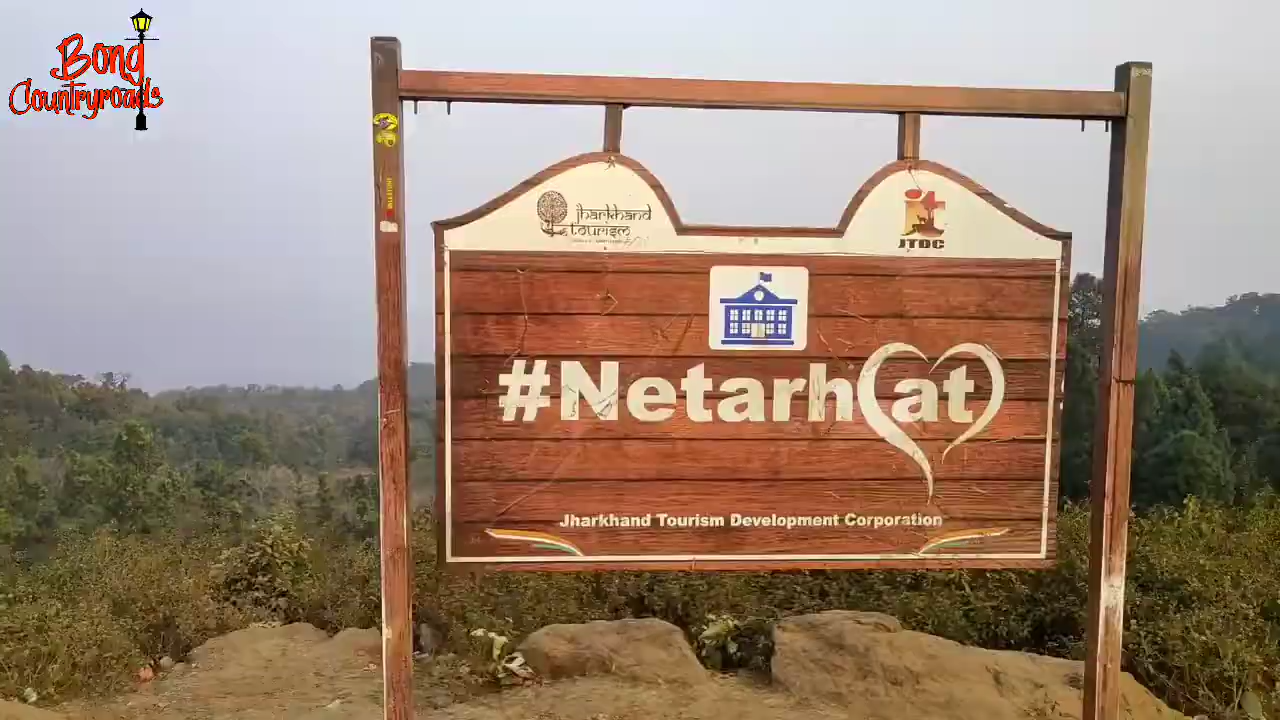 Bong
Countryroads
jharkhand
tourism
JTDC
#Netarhat
Jharkhand Tourism Development Corporation